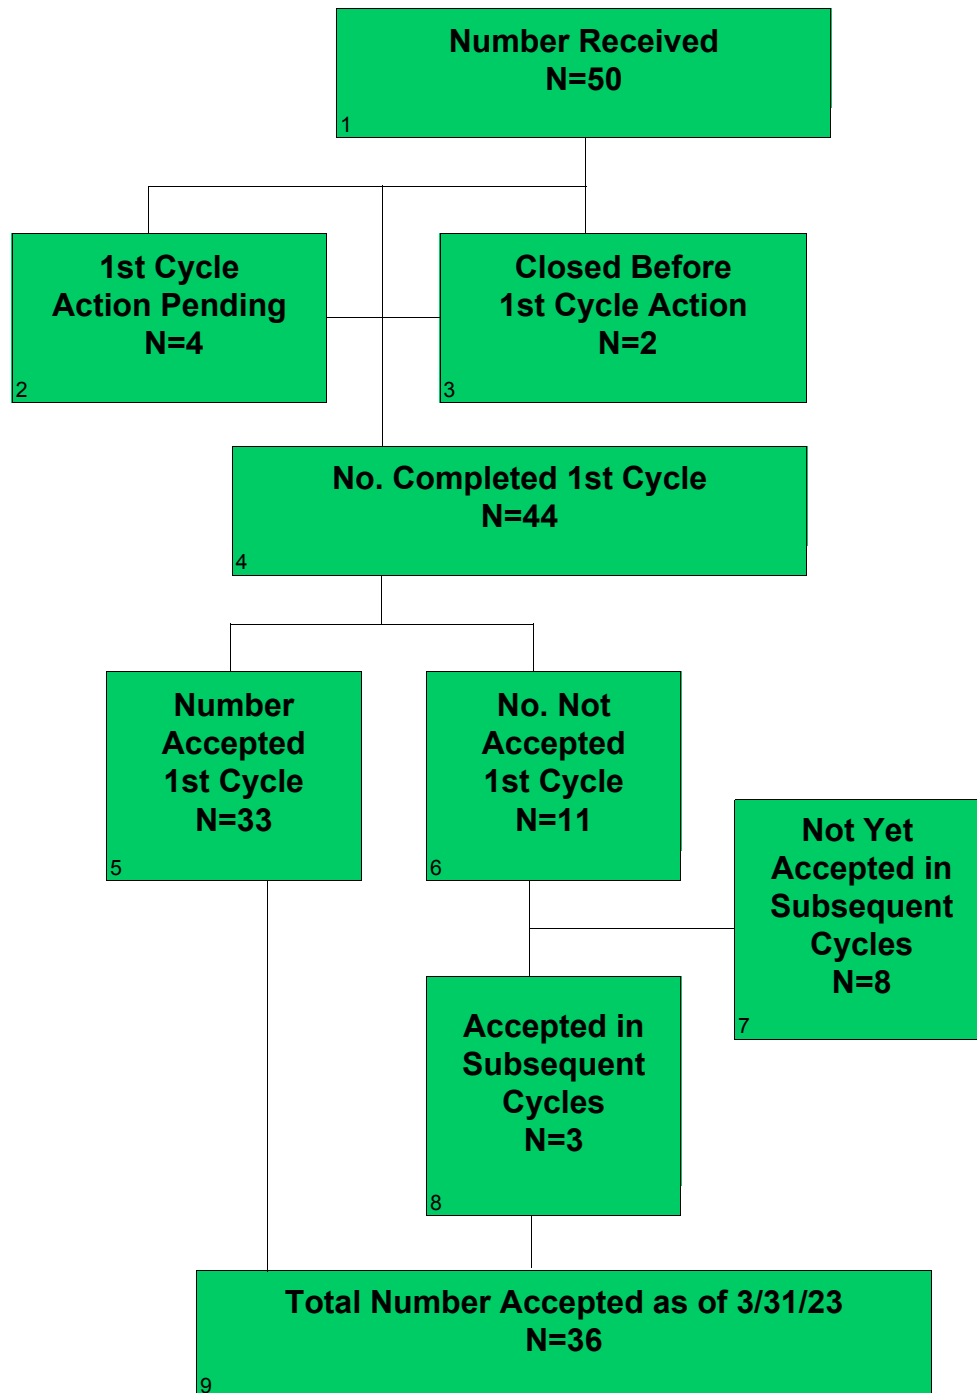 Number Received
N=50
1
1st Cycle
Action Pending
N=4
2
Closed Before
1st Cycle Action
N=2
3
No. Completed 1st Cycle
N=44
4
Number
Accepted
1st Cycle
N=33
5
No. Not
Accepted
1st Cycle
N=11
6
Not Yet
Accepted in
Subsequent
Cycles
N=8
7
Accepted in
Subsequent
Cycles
N=3
8
Total Number Accepted as of 3/31/23
N=36
9